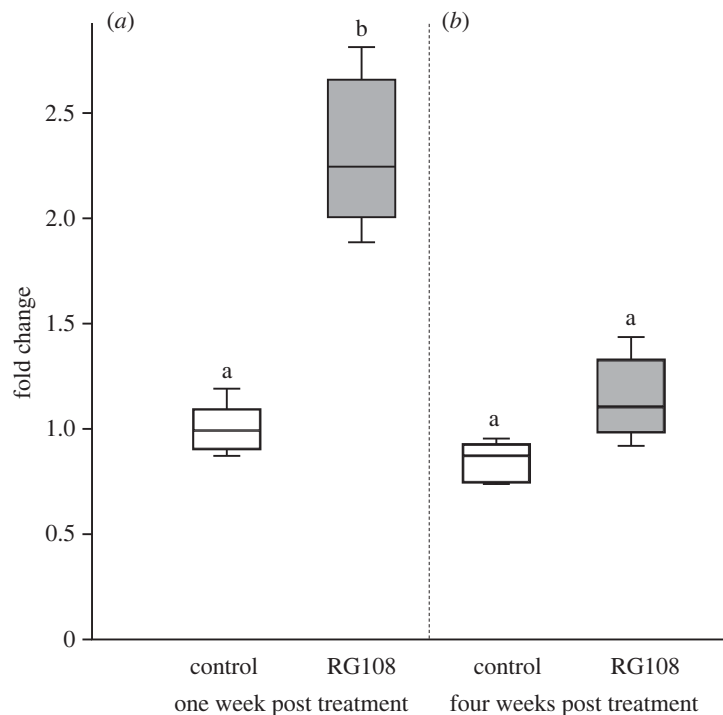 (a)
(b)
b
2.5
2.0
fold change
1.5
a
a
a
1.0
0.5
0
control
RG108
control
RG108
one week post treatment
four weeks post treatment